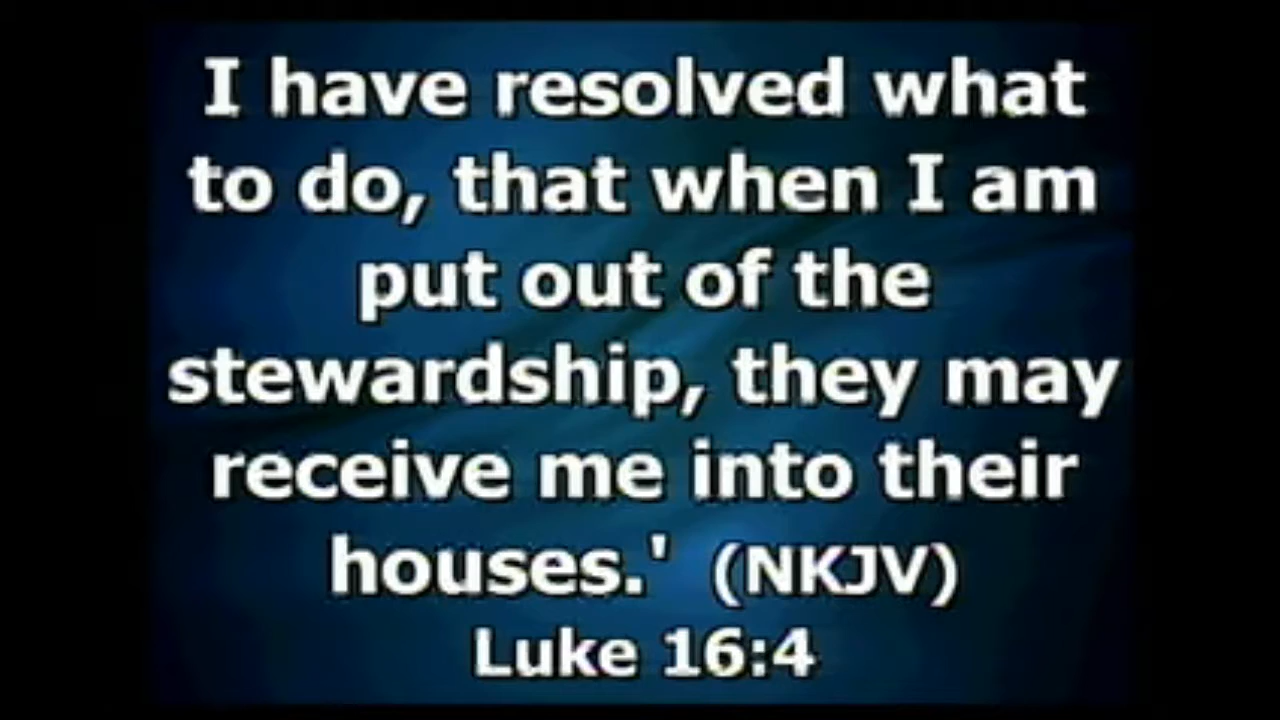 I have resolved what
to do, that when I am
put out of the
stewardship, they may
receive me into their
houses.' (NKJV)
Luke 16:4